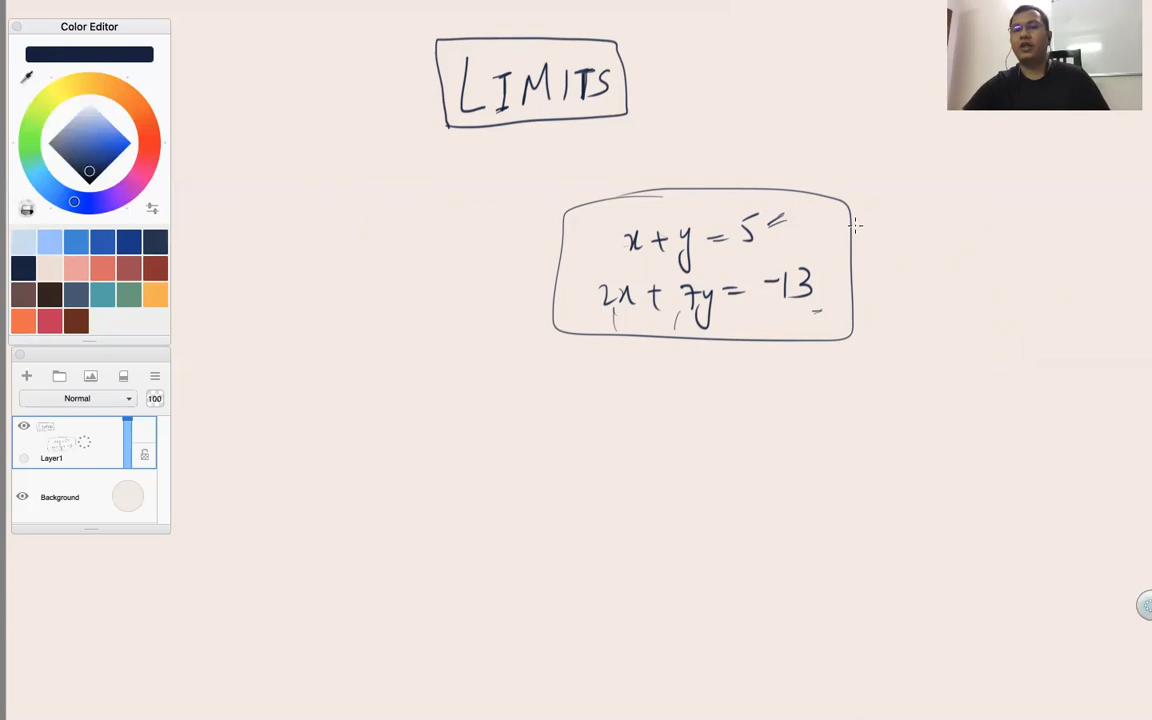 Color Editor
LIMITS
x + y = 5
2x + 7y = -13
Normal
100
Layer1
Background